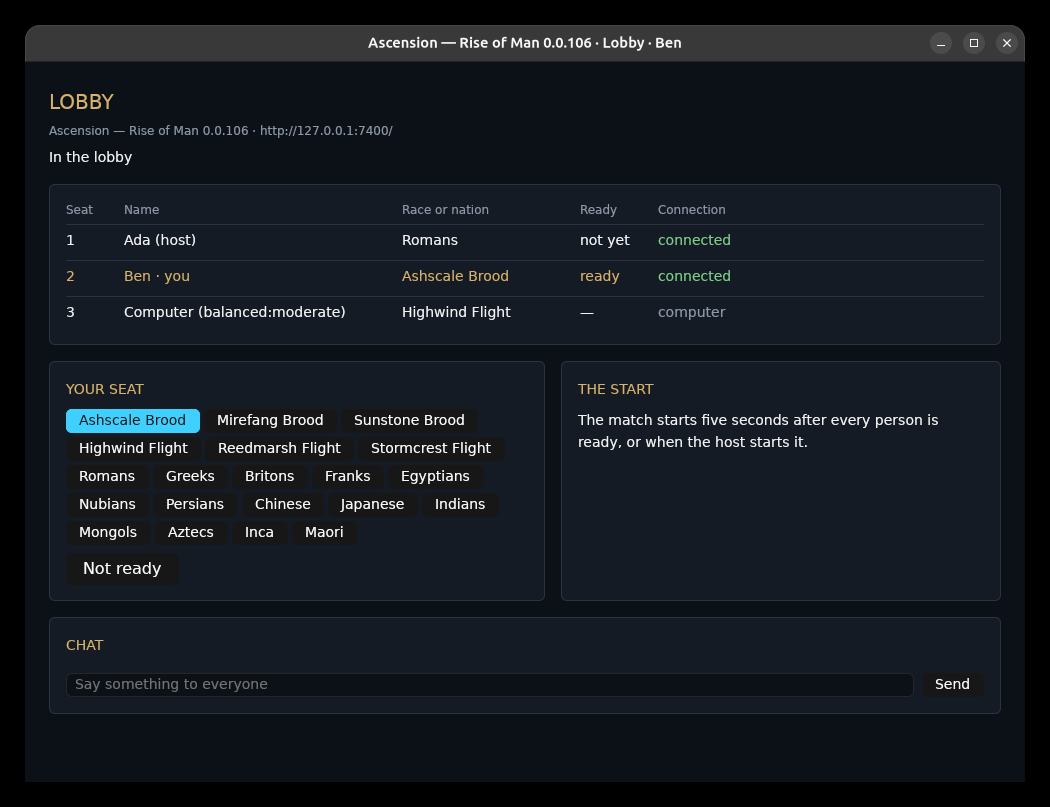 Ascension — Rise of Man 0.0.106 · Lobby · Ben
LOBBY
Ascension — Rise of Man 0.0.106 · http://127.0.0.1:7400/
In the lobby
Seat Name Race or nation Ready Connection
1 Ada (host) Romans not yet connected
2 Ben · you Ashscale Brood ready connected
3 Computer (balanced:moderate) Highwind Flight — computer
YOUR SEAT
Ashscale Brood Mirefang Brood Sunstone Brood
Highwind Flight Reedmarsh Flight Stormcrest Flight
Romans Greeks Britons Franks Egyptians
Nubians Persians Chinese Japanese Indians
Mongols Aztecs Inca Maori
Not ready
THE START
The match starts five seconds after every person is
ready, or when the host starts it.
CHAT
Say something to everyone Send